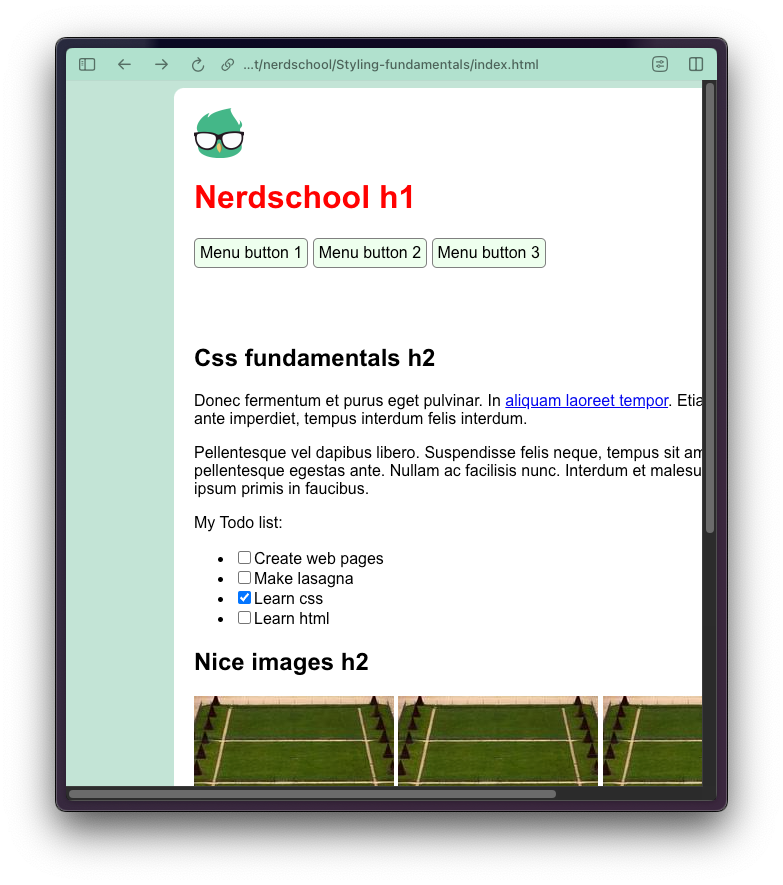 ...t/nerdschool/Styling-fundamentals/index.html
Nerdschool h1
Menu button 1 Menu button 2 Menu button 3
Css fundamentals h2
Donec fermentum et purus eget pulvinar. In aliquam laoreet tempor. Etia
ante imperdiet, tempus interdum felis interdum.
Pellentesque vel dapibus libero. Suspendisse felis neque, tempus sit am
pellentesque egestas ante. Nullam ac facilisis nunc. Interdum et malesu
ipsum primis in faucibus.
My Todo list:
Create web pages
Make lasagna
Learn css
Learn html
Nice images h2